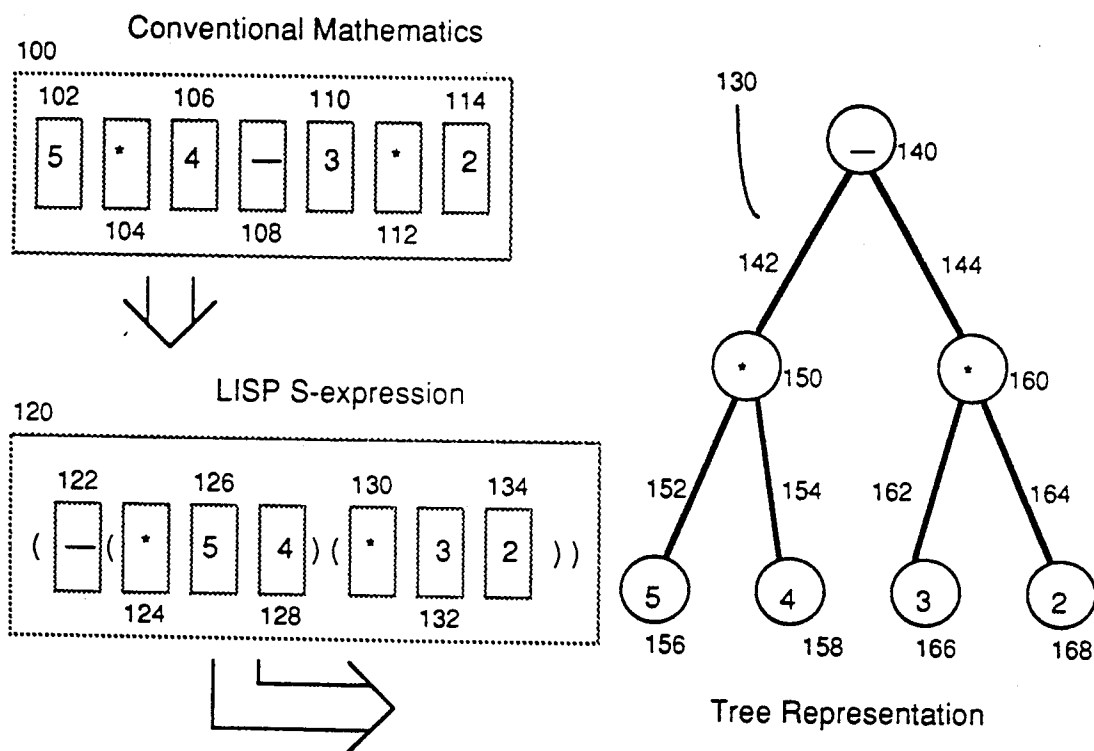 Conventional Mathematics
100
102 106 110 114
5 * 4 — 3 * 2
104 108 112
LISP S-expression
120
122 126 130 134
( — ( * 5 4 ) ( * 3 2 ) )
124 128 132
130
— 140
142 144
* 150 * 160
152 154 162 164
5 4 3 2
156 158 166 168
Tree Representation